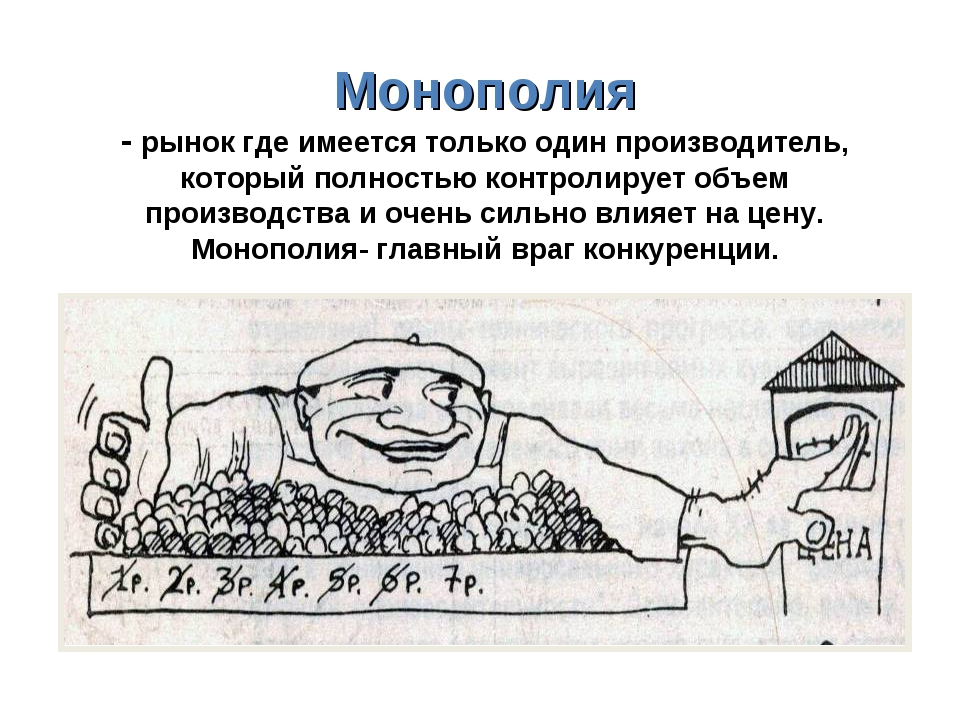 Монополия
- рынок где имеется только один производитель,
который полностью контролирует объем
производства и очень сильно влияет на цену.
Монополия- главный враг конкуренции.
ЦЕНА
1р. 2р. 3р. 4р. 5р. 6р. 7р.